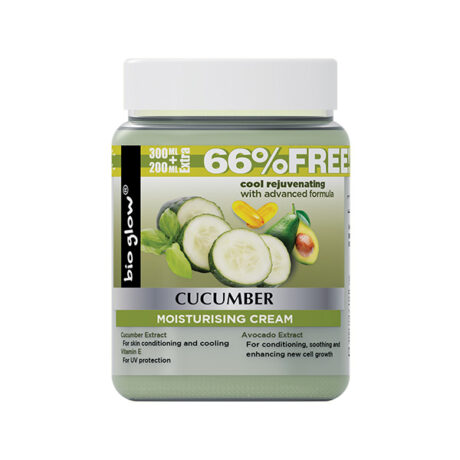 300 ML
+
200 ML
Extra
66%FREE
cool rejuvenating
with advanced formula
bio glow®
CUCUMBER
MOISTURISING CREAM
Cucumber Extract
For skin conditioning and cooling
Vitamin E
For UV protection
Avocado Extract
For conditioning, soothing and
enhancing new cell growth